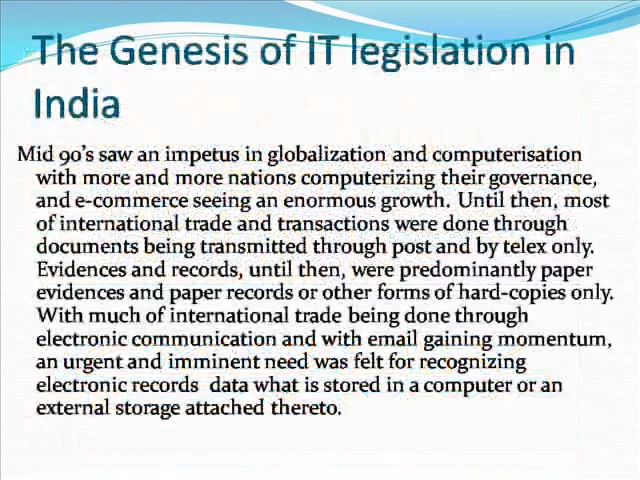 The Genesis of IT legislation in
India
Mid 90's saw an impetus in globalization and computerisation
with more and more nations computerizing their governance,
and e-commerce seeing an enormous growth. Until then, most
of international trade and transactions were done through
documents being transmitted through post and by telex only.
Evidences and records, until then, were predominantly paper
evidences and paper records or other forms of hard-copies only.
With much of international trade being done through
electronic communication and with email gaining momentum,
an urgent and imminent need was felt for recognizing
electronic records data what is stored in a computer or an
external storage attached thereto.